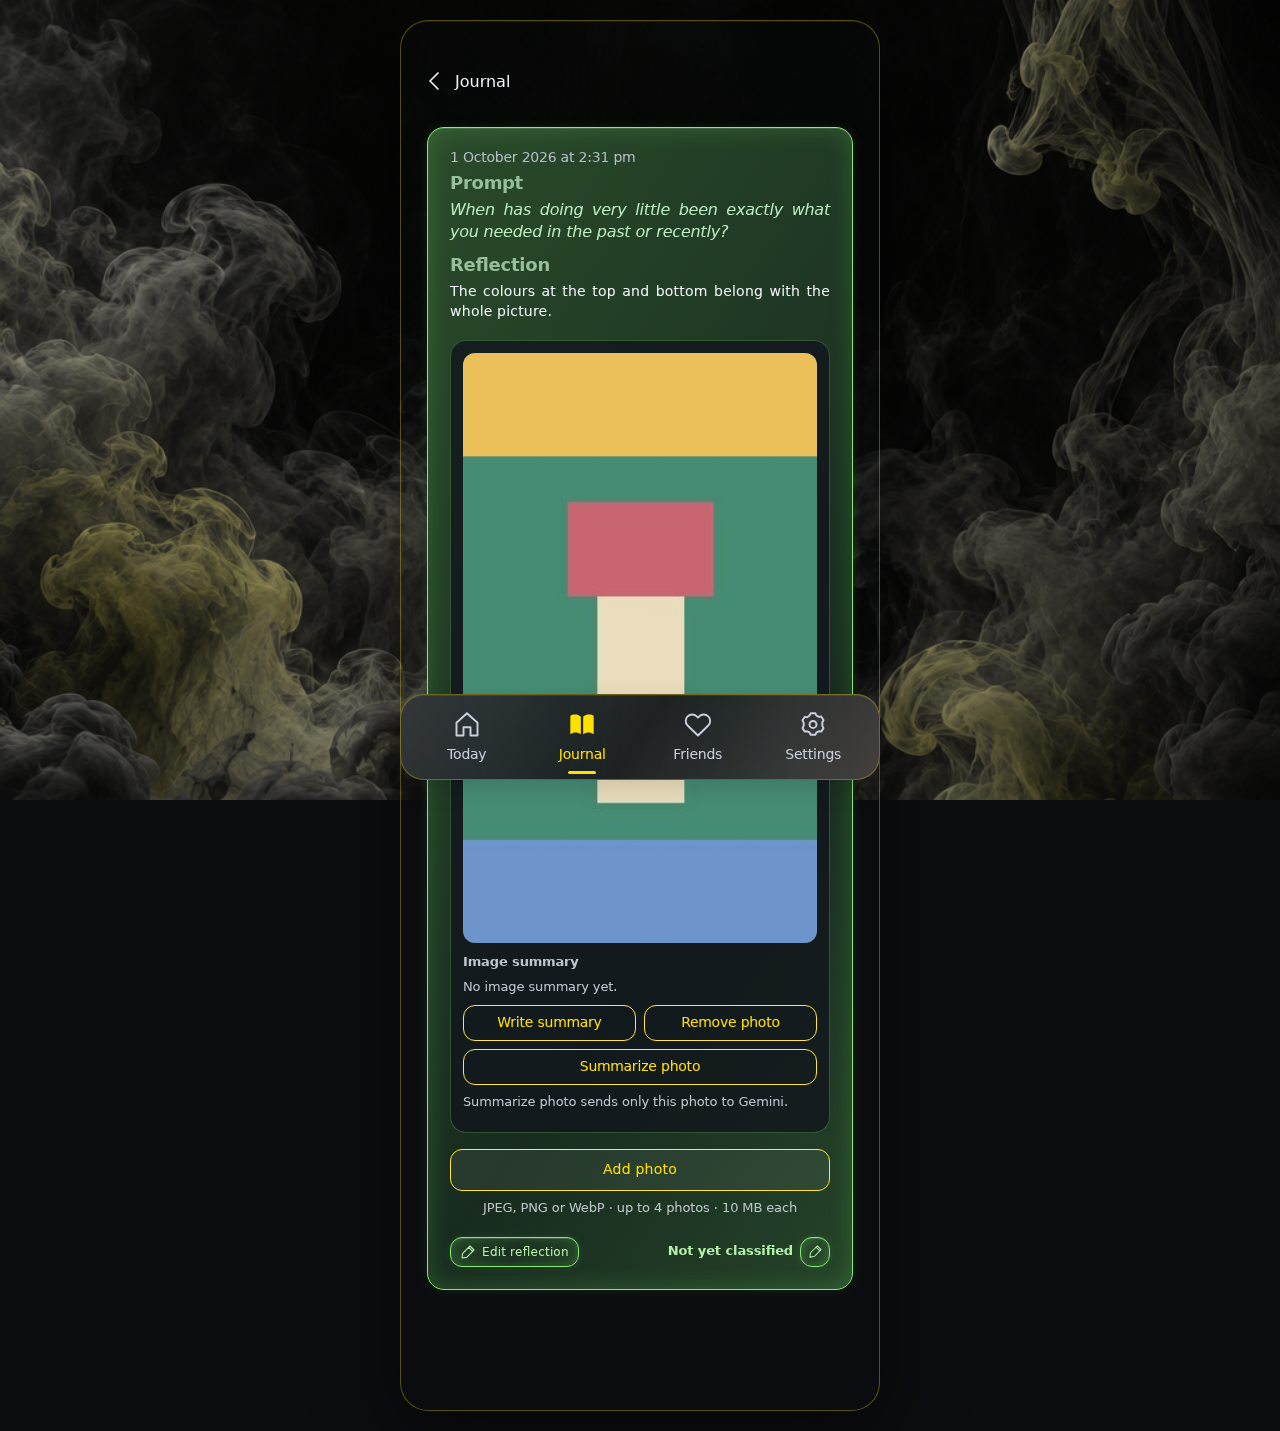 Journal
1 October 2026 at 2:31 pm
Prompt
When has doing very little been exactly what
you needed in the past or recently?
Reflection
The colours at the top and bottom belong with the
whole picture.
Today
Journal
Friends
Settings
Image summary
No image summary yet.
Write summary
Remove photo
Summarize photo
Summarize photo sends only this photo to Gemini.
Add photo
JPEG, PNG or WebP · up to 4 photos · 10 MB each
Edit reflection
Not yet classified